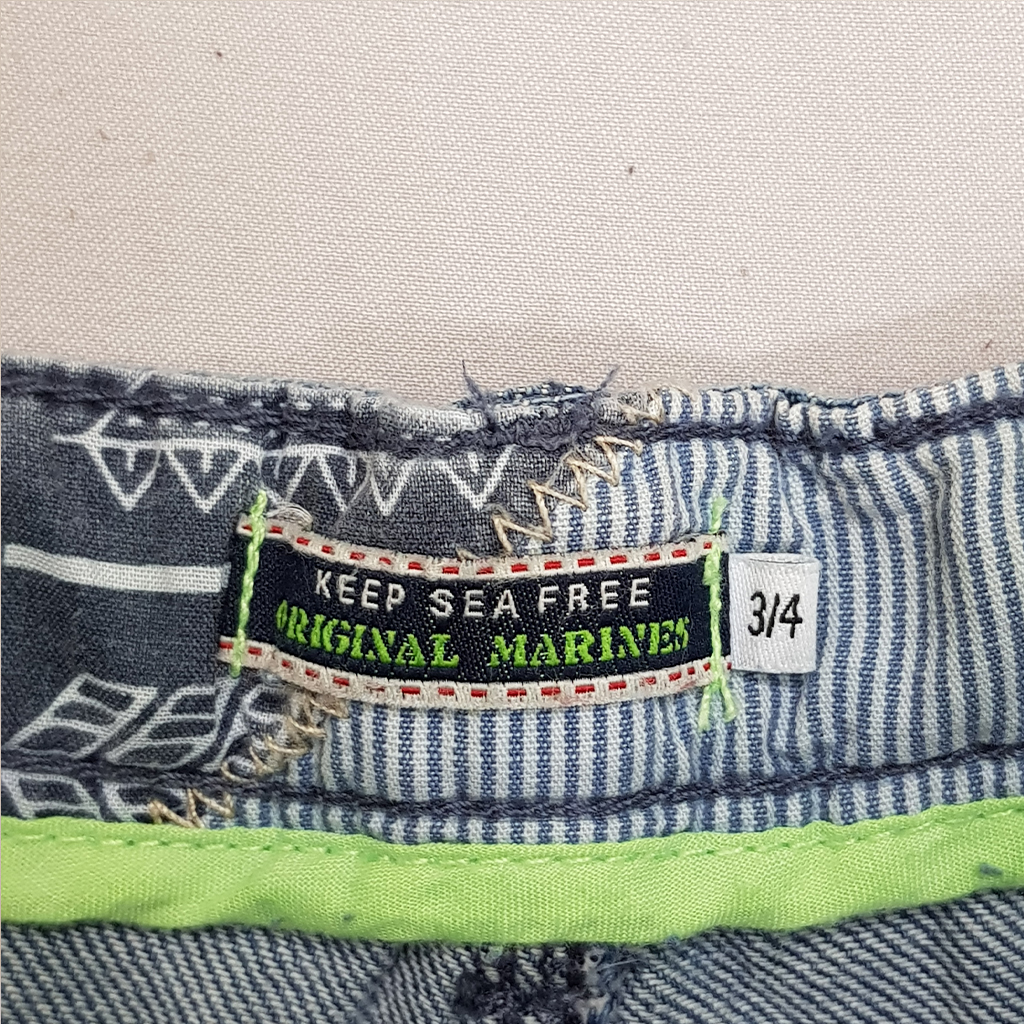 KEEP SEA FREE
ORIGINAL MARINES
3/4